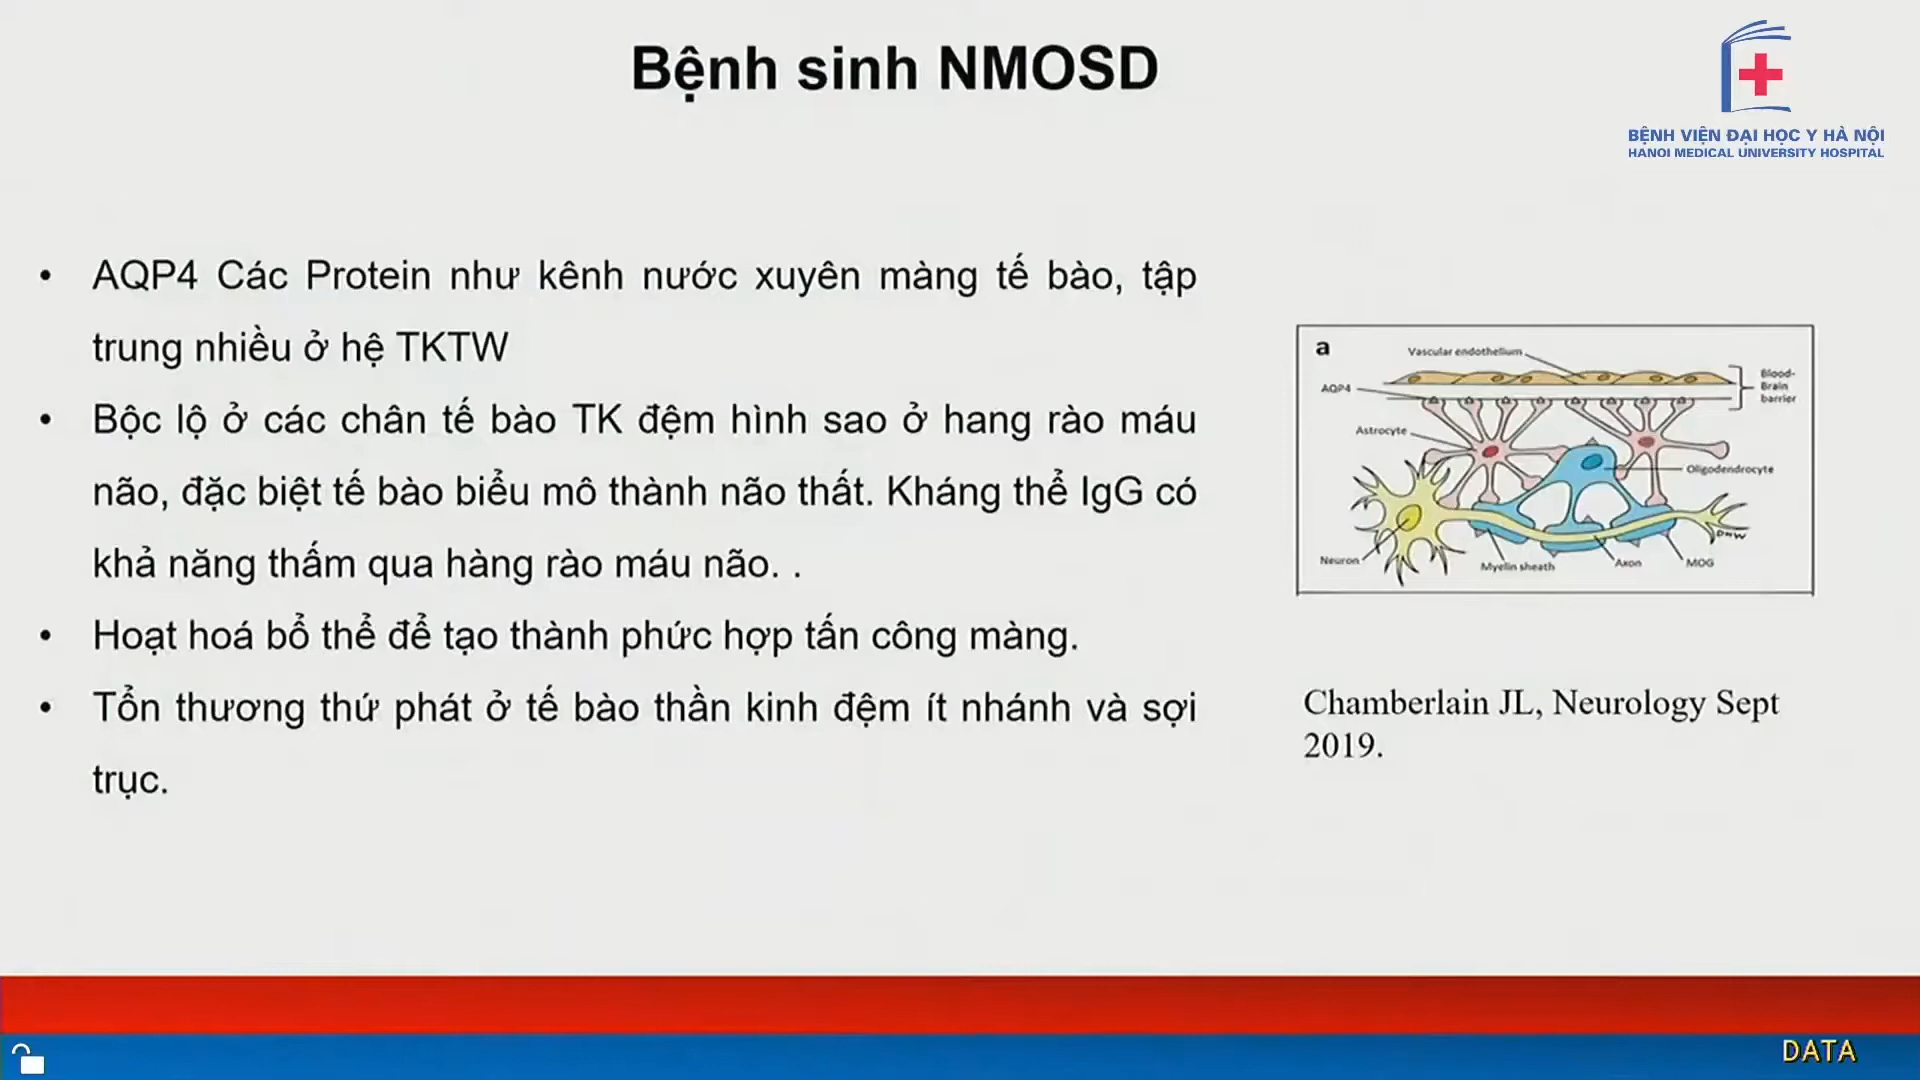 Bệnh sinh NMOSD
BỆNH VIỆN ĐẠI HỌC Y HÀ NỘI
HANOI MEDICAL UNIVERSITY HOSPITAL
• AQP4 Các Protein như kênh nước xuyên màng tế bào, tập
trung nhiều ở hệ TKTW
• Bộc lộ ở các chân tế bào TK đệm hình sao ở hang rào máu
não, đặc biệt tế bào biểu mô thành não thất. Kháng thể IgG có
khả năng thấm qua hàng rào máu não. .
• Hoạt hoá bổ thể để tạo thành phức hợp tấn công màng.
• Tổn thương thứ phát ở tế bào thần kinh đệm ít nhánh và sợi
trục.
a
Vascular endothelium
AQP4
Blood-
Brain
barrier
Astrocyte
Oligodendrocyte
Neuron
Myelin sheath
Axon
MOG
Chamberlain JL, Neurology Sept
2019.
DATA